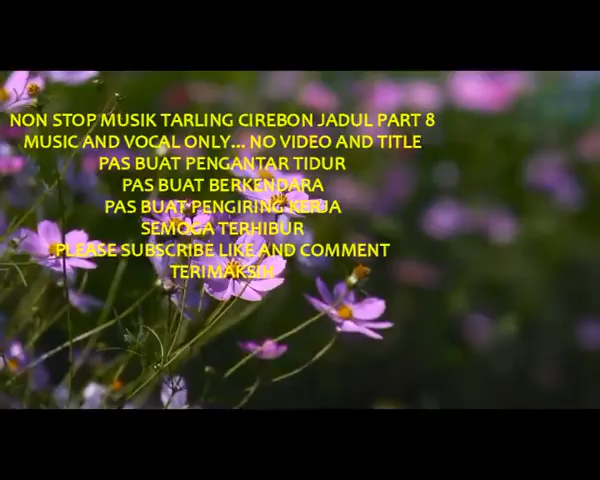 NON STOP MUSIK TARLING CIREBON JADUL PART 8
MUSIC AND VOCAL ONLY... NO VIDEO AND TITLE
PAS BUAT PENGANTAR TIDUR
PAS BUAT BERKENDARA
PAS BUAT PENGIRING KERJA
SEMOGA TERHIBUR
PLEASE SUBSCRIBE LIKE AND COMMENT
TERIMAKSIH